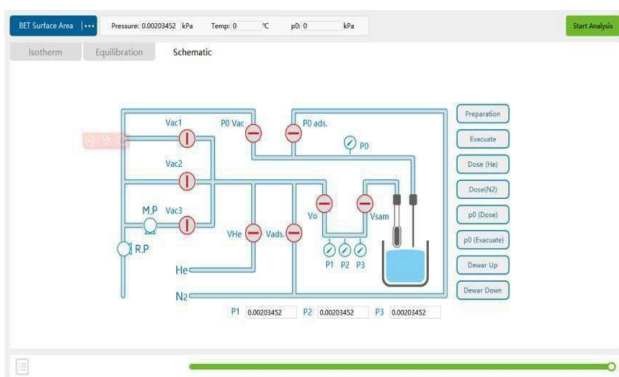 BET Surface Area
Pressure: 0.00203452 kPa Temp: 0 ℃ p0: 0 kPa
Start Analysis
Isotherm Equilibration Schematic
Vac1 P0 Vac P0 ads.
P0
Vac2
M.P Vac3
R.P
VHe Vads.
Vo Vsam
P1 P2 P3
He
N2
P1 0.00203452 P2 0.00203452 P3 0.00203452
Preparation
Evacuate
Dose (He)
Dose(N2)
p0 (Dose)
p0 (Evacuate)
Dewar Up
Dewar Down